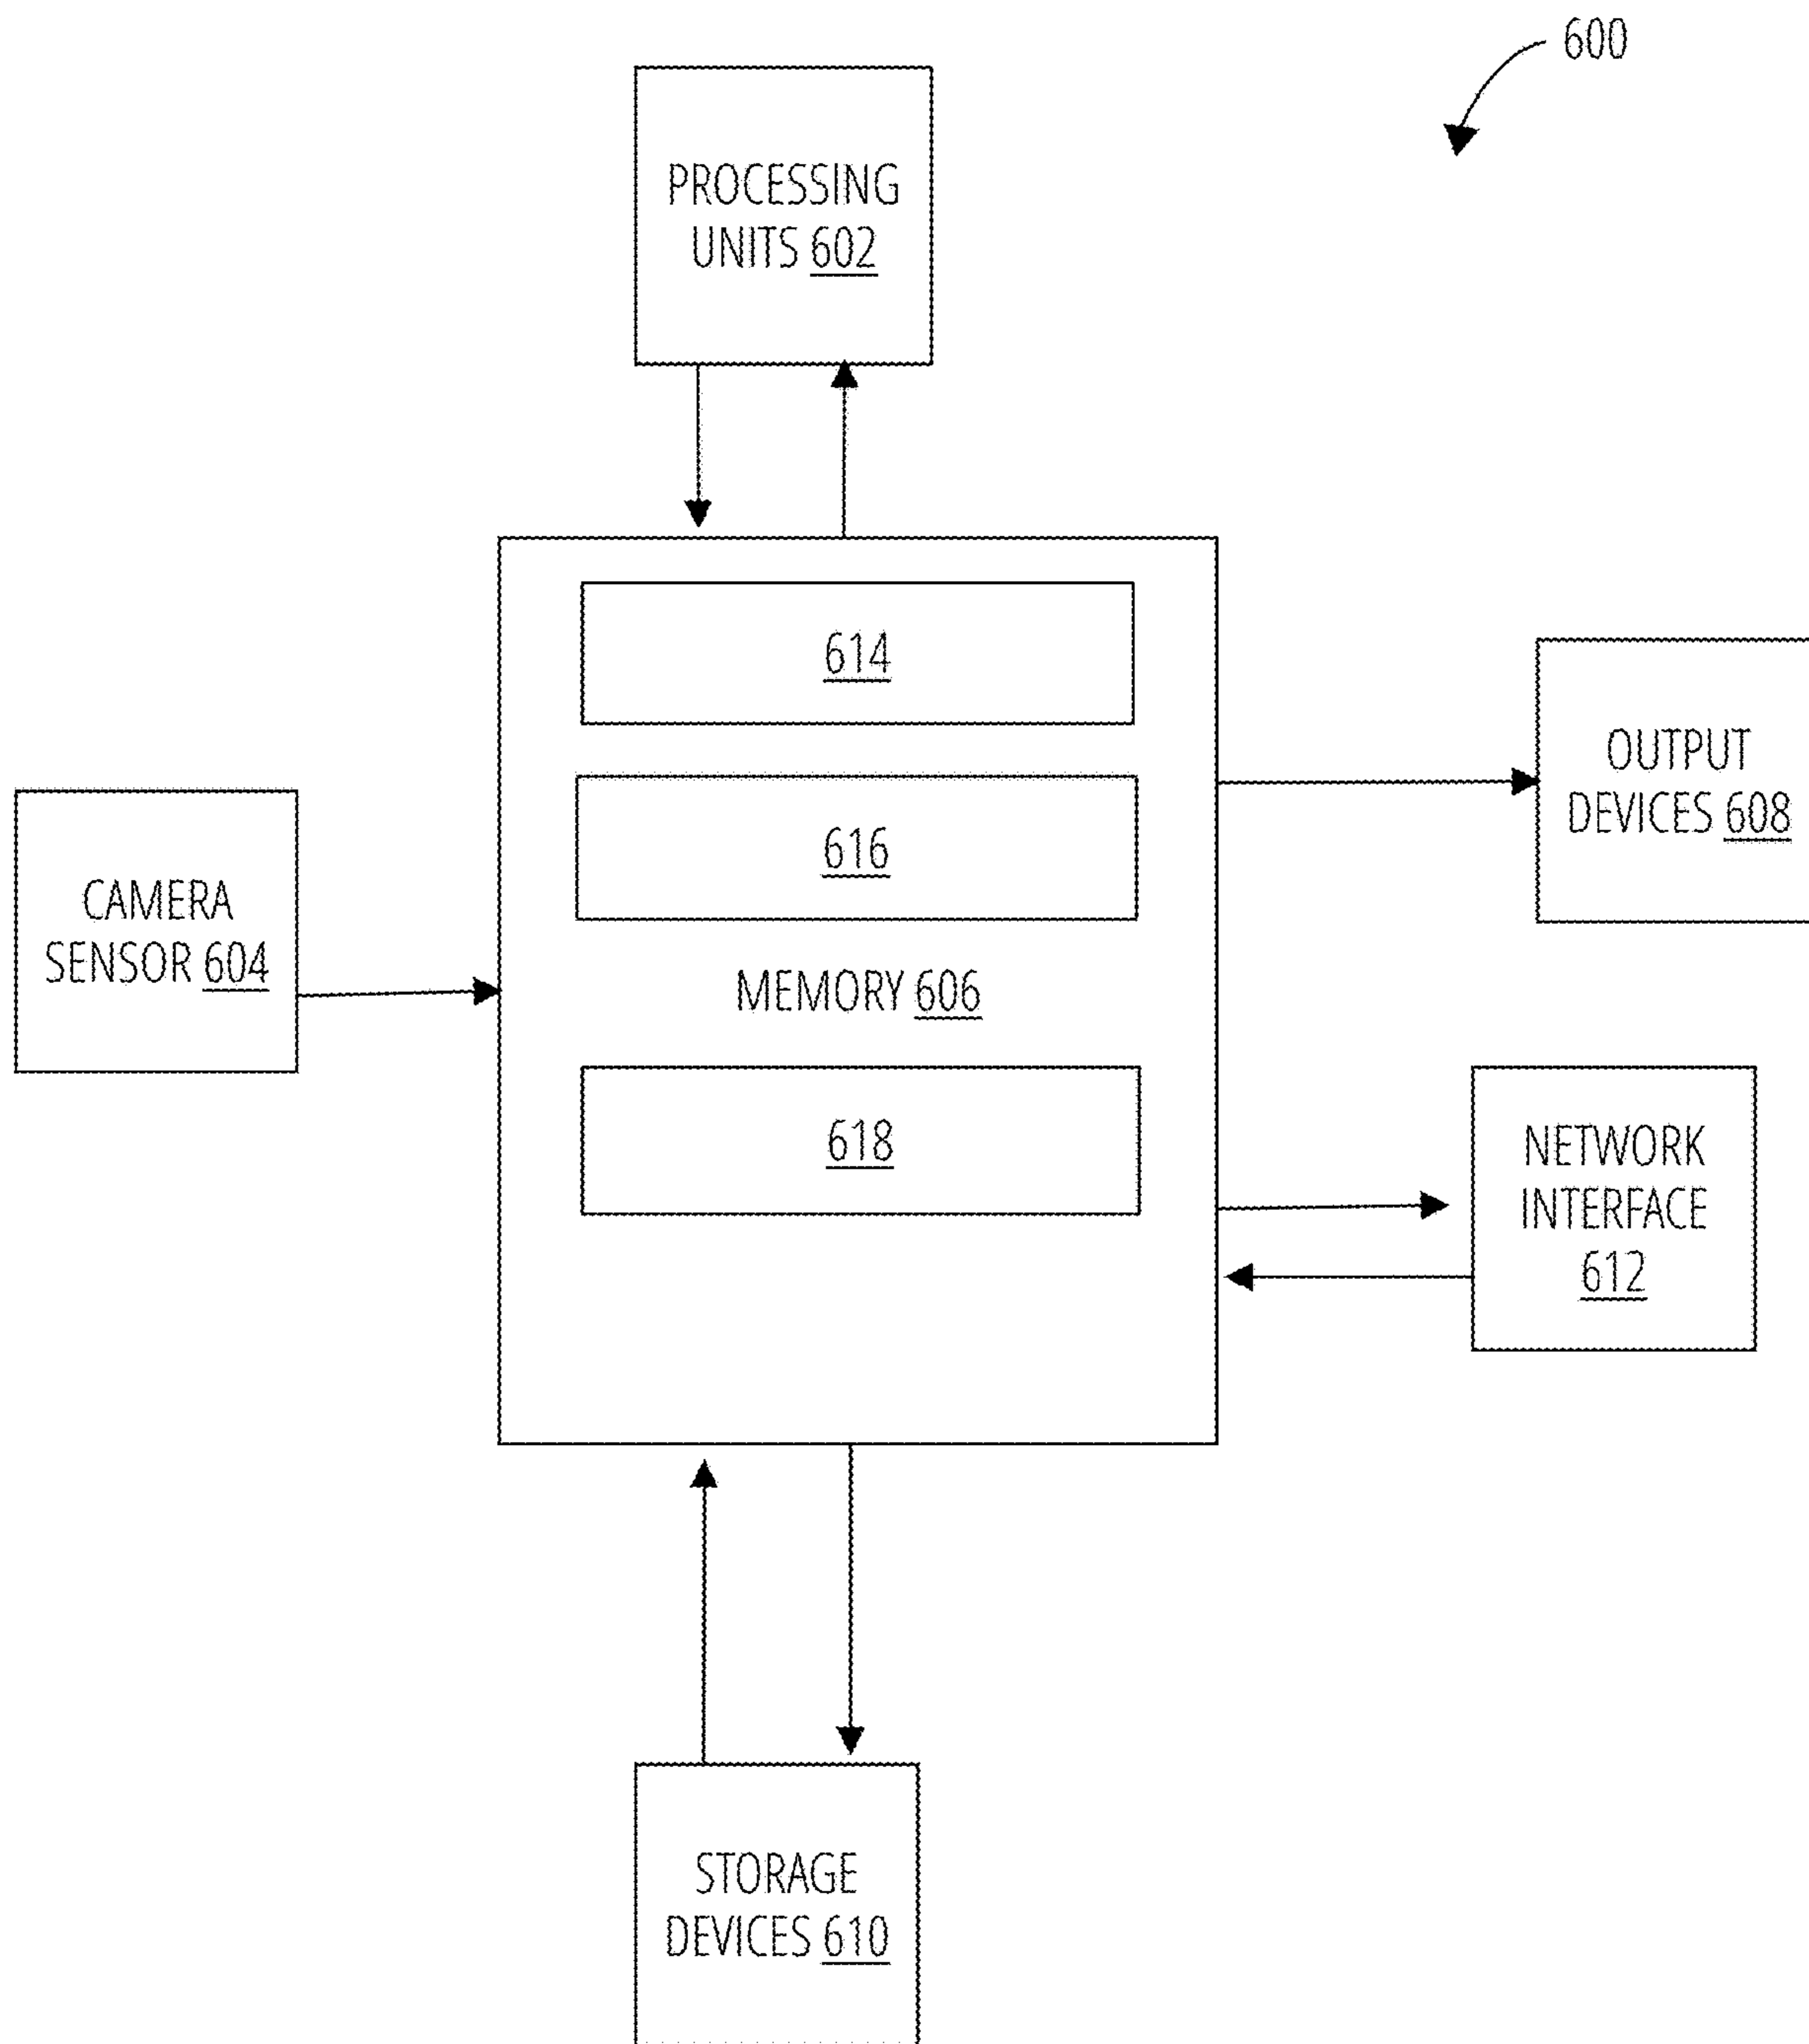 600
PROCESSING
UNITS 602
614
OUTPUT
DEVICES 608
616
CAMERA
SENSOR 604
MEMORY 606
618
NETWORK
INTERFACE
612
STORAGE
DEVICES 610